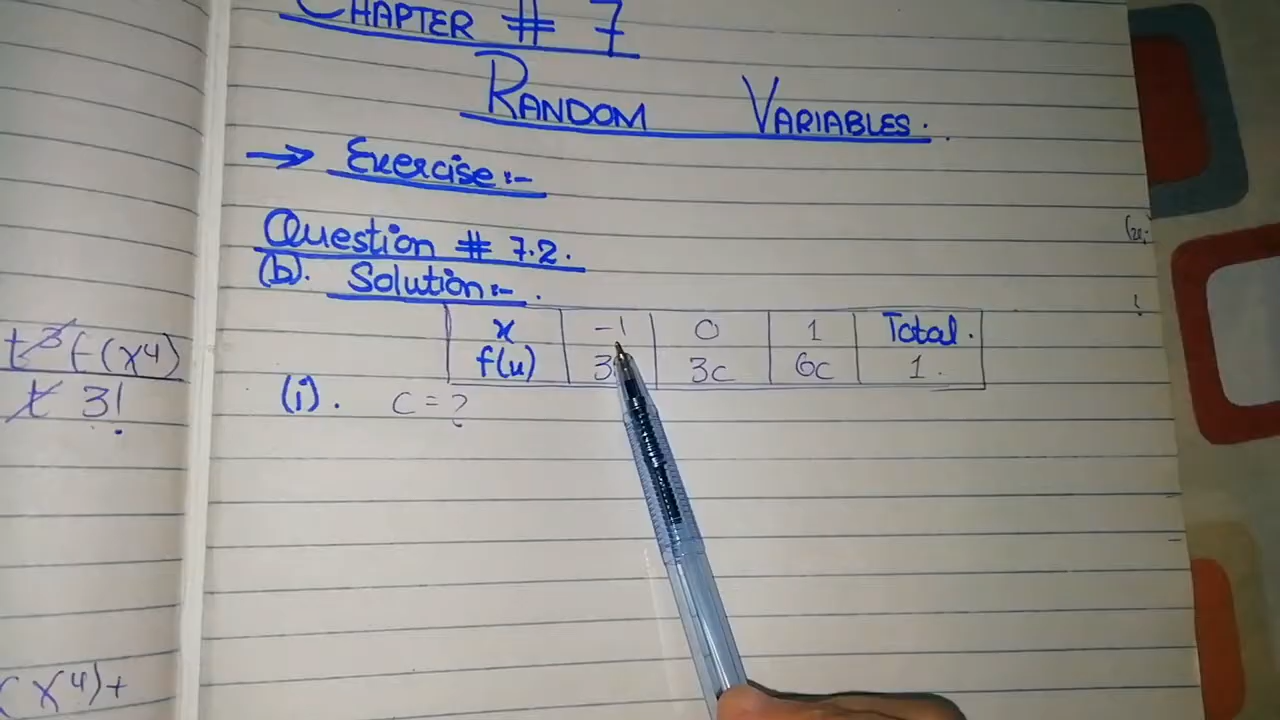 CHAPTER # 7
RANDOM VARIABLES.
→ Exercise:-
Question # 7.2.
(b). Solution:- .
x -1 0 1 Total.
f(x) 3c 6c 1.
(i). C = ?
f(x4)
3!
(x4)+